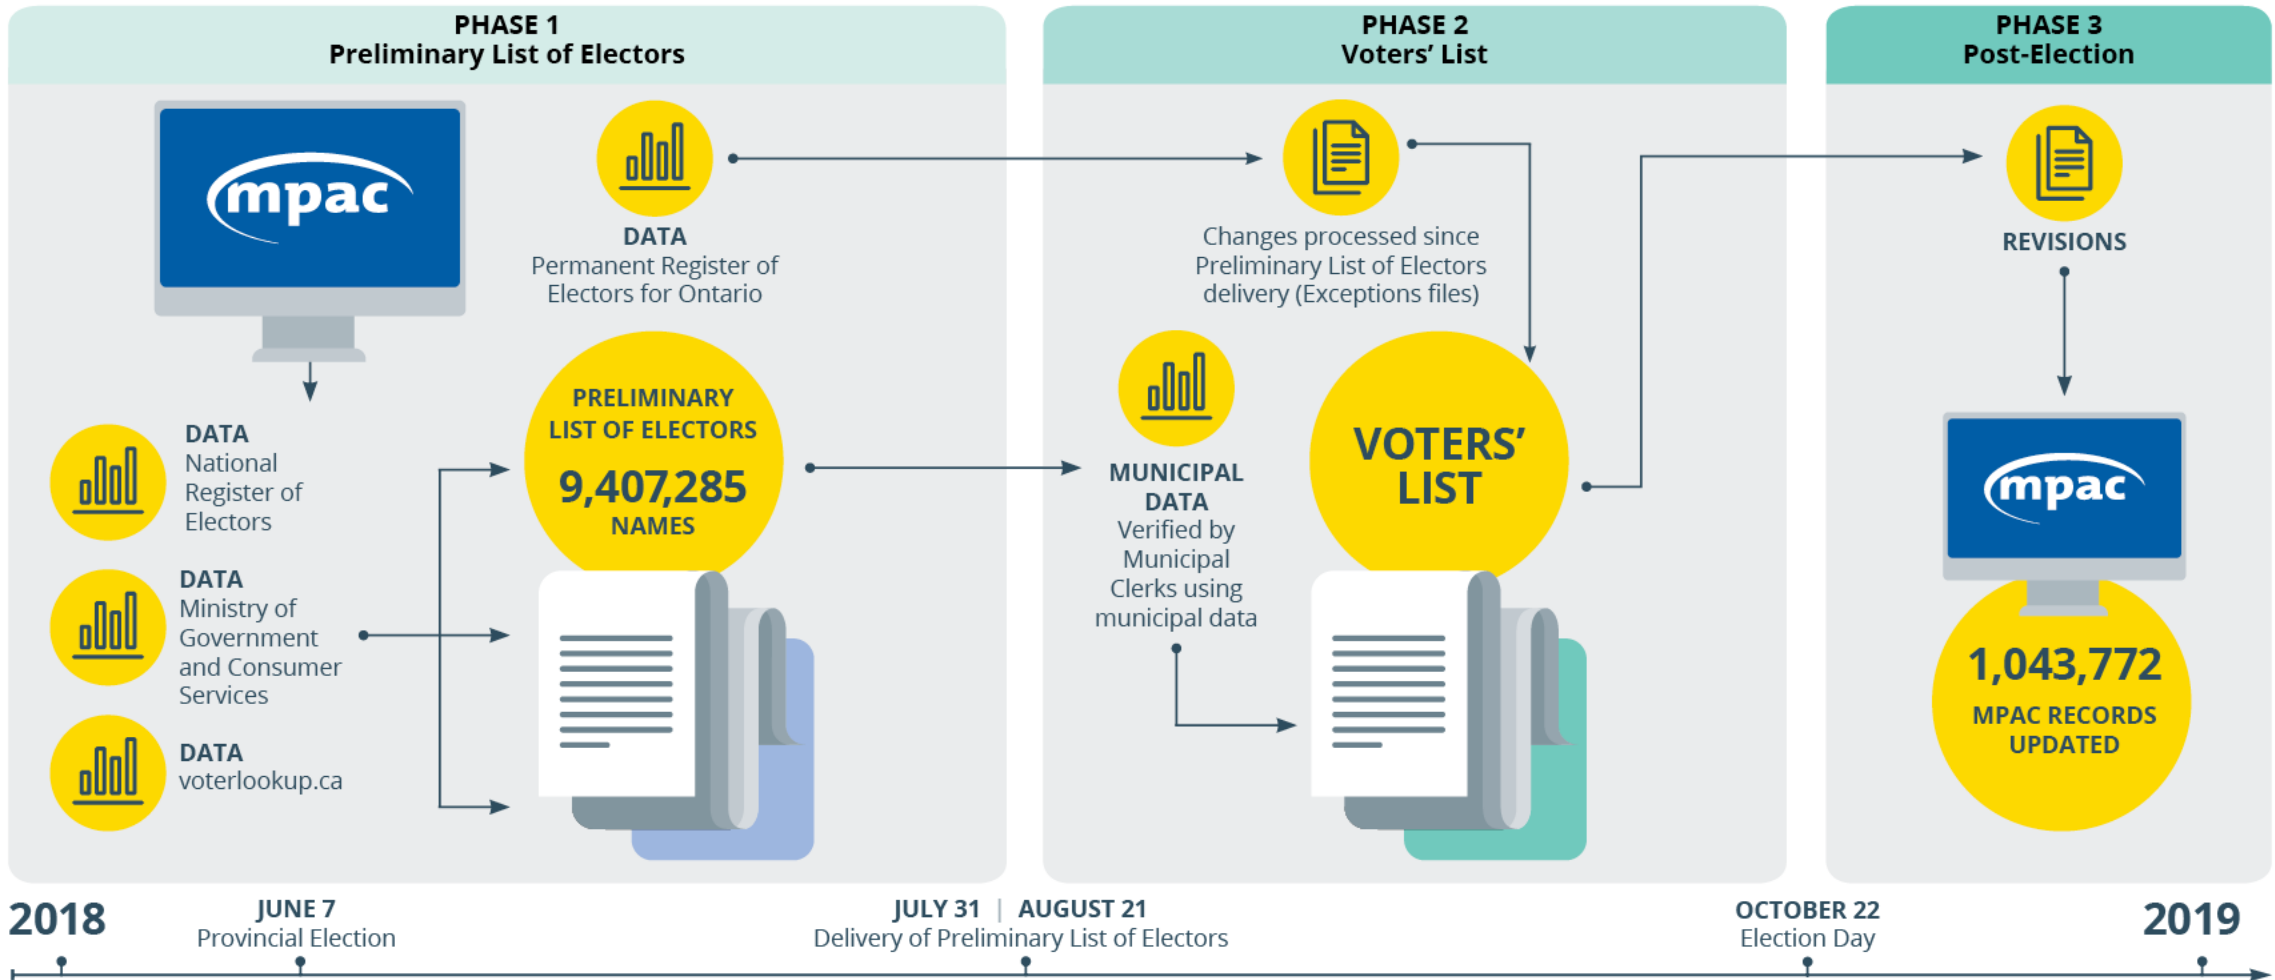 PHASE 1
Preliminary List of Electors
mpac
DATA
Permanent Register of
Electors for Ontario
DATA
National
Register of
Electors
DATA
Ministry of
Government
and Consumer
Services
DATA
voterlookup.ca
PRELIMINARY
LIST OF ELECTORS
9,407,285
NAMES
PHASE 2
Voters’ List
Changes processed since
Preliminary List of Electors
delivery (Exceptions files)
MUNICIPAL
DATA
Verified by
Municipal
Clerks using
municipal data
VOTERS’
LIST
PHASE 3
Post-Election
REVISIONS
mpac
1,043,772
MPAC RECORDS
UPDATED
2018
JUNE 7
Provincial Election
JULY 31 | AUGUST 21
Delivery of Preliminary List of Electors
OCTOBER 22
Election Day
2019